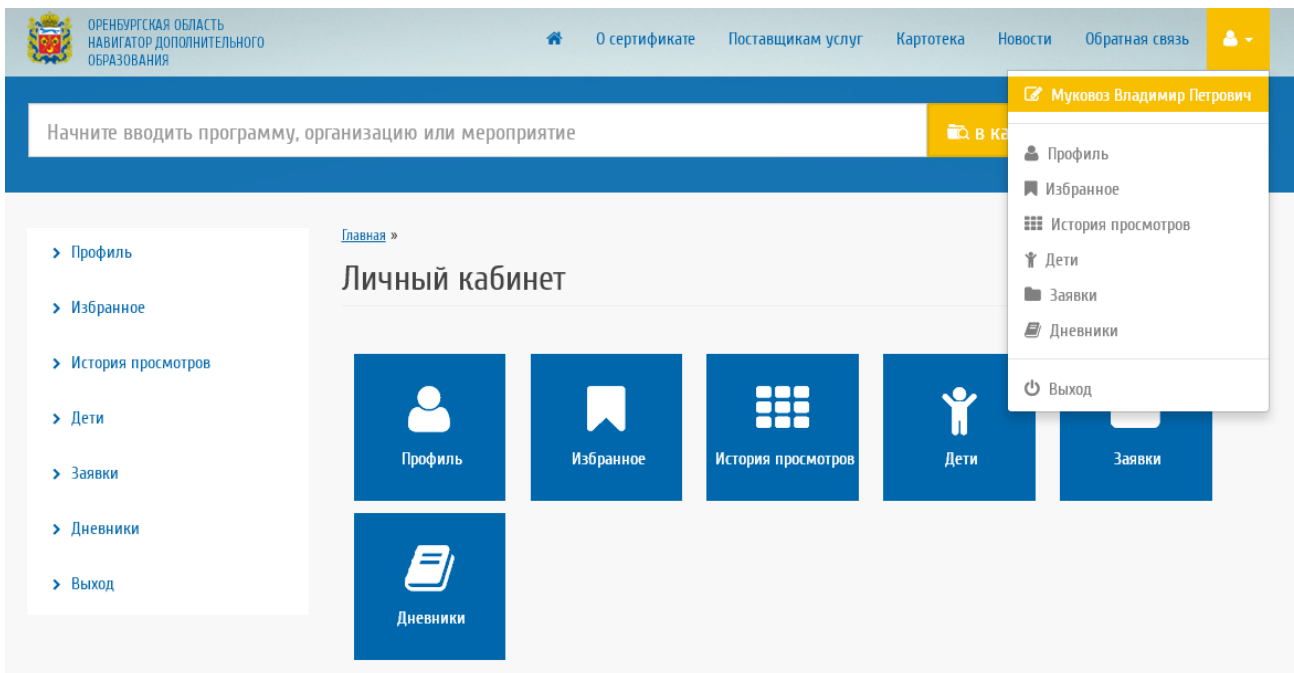 ОРЕНБУРГСКАЯ ОБЛАСТЬ
НАВИГАТОР ДОПОЛНИТЕЛЬНОГО
ОБРАЗОВАНИЯ
О сертификате Поставщикам услуг Картотека Новости Обратная связь
Муковоз Владимир Петрович
Профиль
Избранное
История просмотров
Дети
Заявки
Дневники
Выход
Начните вводить программу, организацию или мероприятие
в ка
Профиль
Избранное
История просмотров
Дети
Заявки
Дневники
Выход
Главная »
Личный кабинет
Профиль
Избранное
История просмотров
Дети
Заявки
Дневники